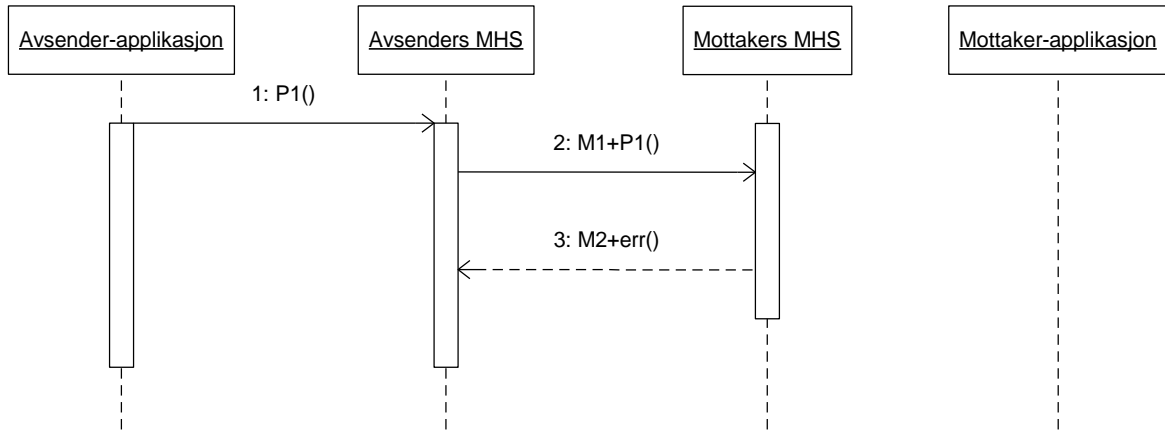 Avsender-applikasjon
Avsenders MHS
Mottakers MHS
Mottaker-applikasjon
1: P1()
2: M1+P1()
3: M2+err()